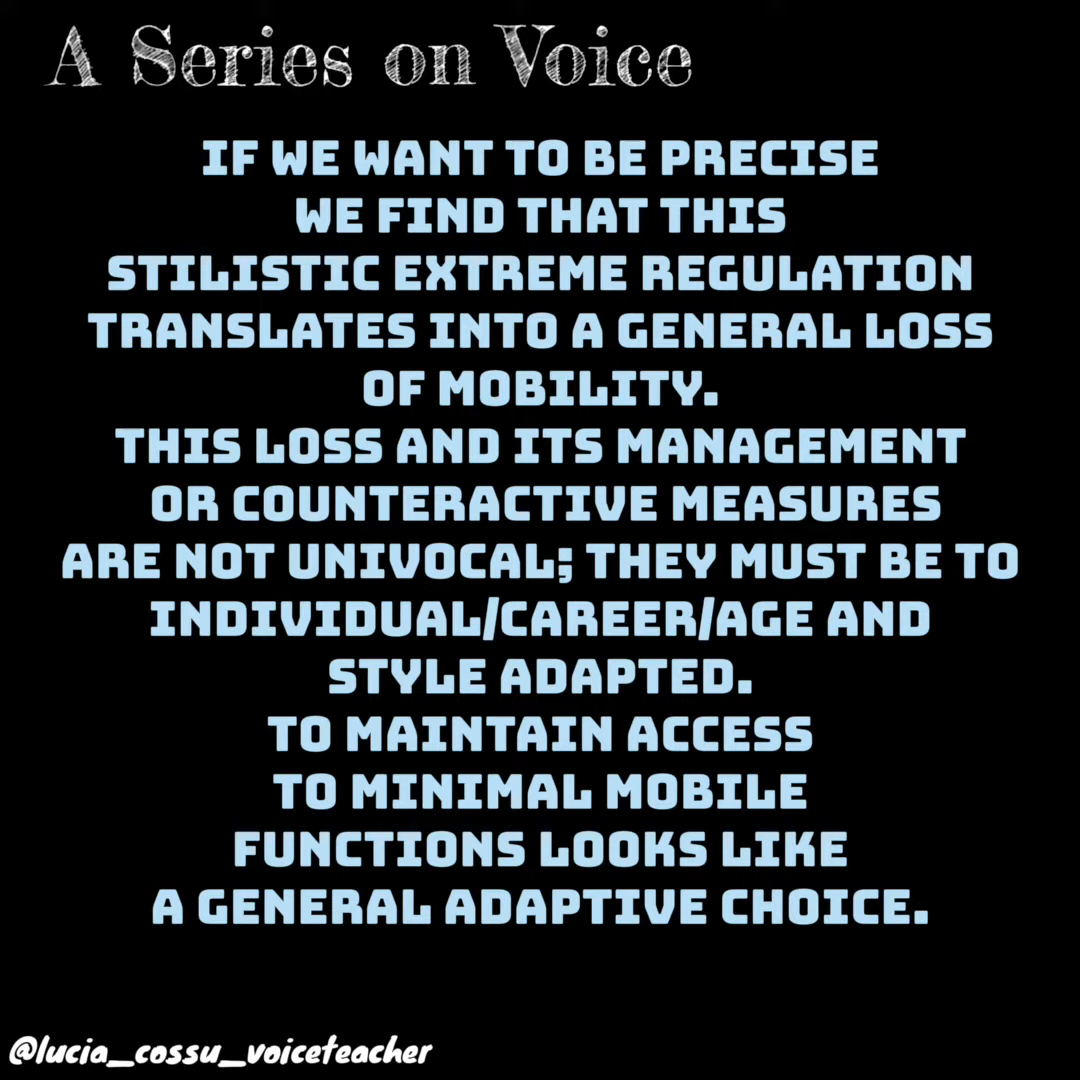 A Series on Voice
IF WE WANT TO BE PRECISE
WE FIND THAT THIS
STILISTIC EXTREME REGULATION
TRANSLATES INTO A GENERAL LOSS
OF MOBILITY.
THIS LOSS AND ITS MANAGEMENT
OR COUNTERACTIVE MEASURES
ARE NOT UNIVOCAL; THEY MUST BE TO
INDIVIDUAL/CAREER/AGE AND
STYLE ADAPTED.
TO MAINTAIN ACCESS
TO MINIMAL MOBILE
FUNCTIONS LOOKS LIKE
A GENERAL ADAPTIVE CHOICE.
@lucia_cossu_voiceteacher